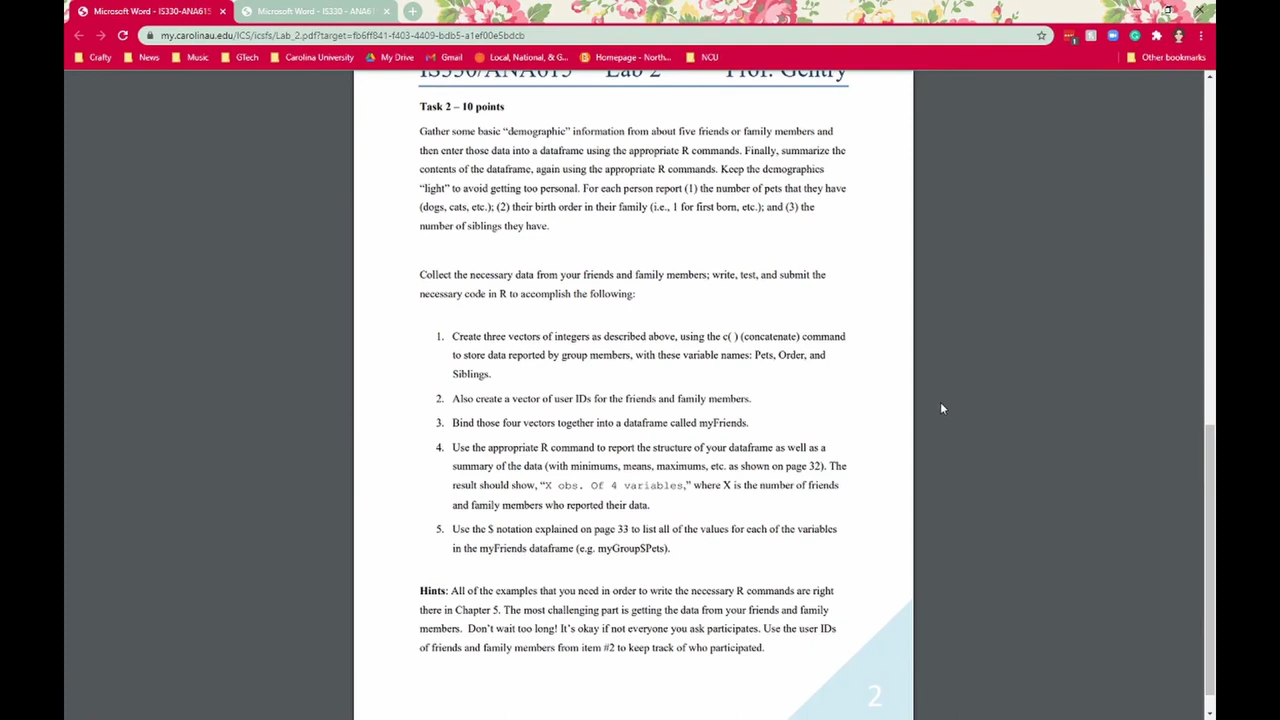 Microsoft Word - IS330-ANA615
Microsoft Word - IS330 - ANA61
my.carolinau.edu/ICS/icsfs/Lab_2.pdf?target=fb6ff841-f403-4409-bdb5-a1ef00e5bdcb
Crafty News Music GTech Carolina University My Drive Gmail Local, National, & G... Homepage - North... NCU Other bookmarks
IS330/ANA615 Lab 2 Prof. Gentry
Task 2 – 10 points
Gather some basic “demographic” information from about five friends or family members and
then enter those data into a dataframe using the appropriate R commands. Finally, summarize the
contents of the dataframe, again using the appropriate R commands. Keep the demographics
“light” to avoid getting too personal. For each person report (1) the number of pets that they have
(dogs, cats, etc.); (2) their birth order in their family (i.e., 1 for first born, etc.); and (3) the
number of siblings they have.
Collect the necessary data from your friends and family members; write, test, and submit the
necessary code in R to accomplish the following:
1. Create three vectors of integers as described above, using the c( ) (concatenate) command
to store data reported by group members, with these variable names: Pets, Order, and
Siblings.
2. Also create a vector of user IDs for the friends and family members.
3. Bind those four vectors together into a dataframe called myFriends.
4. Use the appropriate R command to report the structure of your dataframe as well as a
summary of the data (with minimums, means, maximums, etc. as shown on page 32). The
result should show, “X obs. Of 4 variables,” where X is the number of friends
and family members who reported their data.
5. Use the $ notation explained on page 33 to list all of the values for each of the variables
in the myFriends dataframe (e.g. myGroup$Pets).
Hints: All of the examples that you need in order to write the necessary R commands are right
there in Chapter 5. The most challenging part is getting the data from your friends and family
members. Don’t wait too long! It’s okay if not everyone you ask participates. Use the user IDs
of friends and family members from item #2 to keep track of who participated.
2